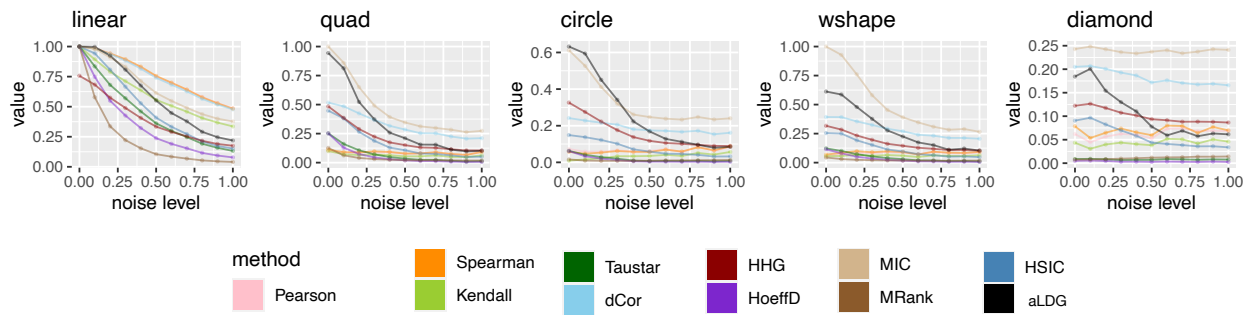 linear quad circle wshape diamond
1.00 1.00 0.6 1.00 0.25
0.75 0.75 0.4 0.75 0.20
0.50 0.50 0.2 0.50 0.15
0.25 0.25 0.0 0.25 0.10
0.00 0.00 0.00 0.05
0.00
value value value value value
0.00 0.25 0.50 0.75 1.00 0.00 0.25 0.50 0.75 1.00 0.00 0.25 0.50 0.75 1.00 0.00 0.25 0.50 0.75 1.00 0.00 0.25 0.50 0.75 1.00
noise level noise level noise level noise level noise level
method
Pearson
Spearman
Kendall
Taustar
dCor
HHG
HoeffD
MIC
MRank
HSIC
aLDG